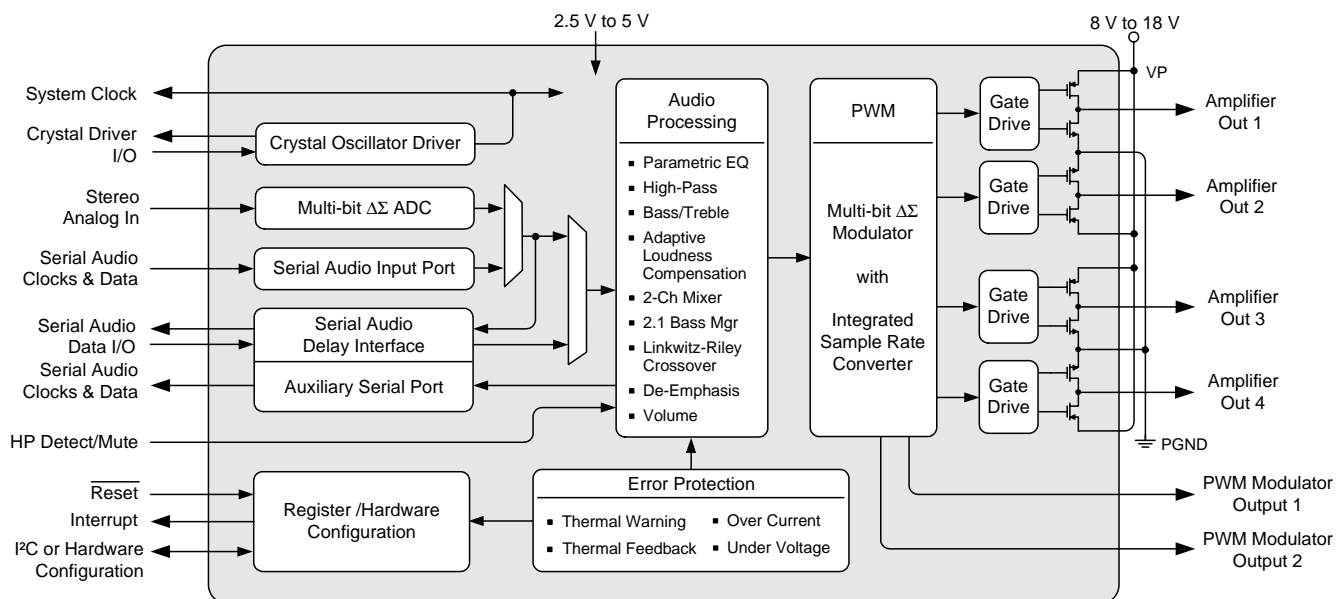 2.5 V to 5 V
8 V to 18 V
VP
System Clock
Crystal Driver
I/O
Crystal Oscillator Driver
Stereo
Analog In
Multi-bit ΔΣ ADC
Serial Audio
Clocks & Data
Serial Audio Input Port
Serial Audio
Data I/O
Serial Audio
Delay Interface
Serial Audio
Clocks & Data
Auxiliary Serial Port
HP Detect/Mute
Reset
Interrupt
I²C or Hardware
Configuration
Register /Hardware
Configuration
Audio
Processing
▪ Parametric EQ
▪ High-Pass
▪ Bass/Treble
▪ Adaptive
Loudness
Compensation
▪ 2-Ch Mixer
▪ 2.1 Bass Mgr
▪ Linkwitz-Riley
Crossover
▪ De-Emphasis
▪ Volume
Error Protection
▪ Thermal Warning
▪ Over Current
▪ Thermal Feedback
▪ Under Voltage
PWM
Multi-bit ΔΣ
Modulator
with
Integrated
Sample Rate
Converter
Gate
Drive
Gate
Drive
Gate
Drive
Gate
Drive
Amplifier
Out 1
Amplifier
Out 2
Amplifier
Out 3
Amplifier
Out 4
PGND
PWM Modulator
Output 1
PWM Modulator
Output 2